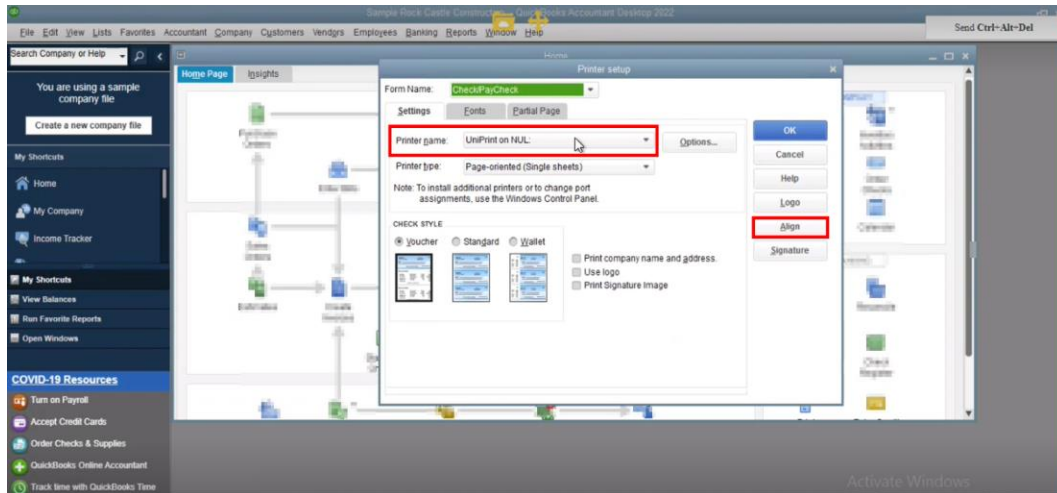 Sample Rock Castle Construction - QuickBooks Accountant Desktop 2022
File Edit View Lists Favorites Accountant Company Customers Vendors Employees Banking Reports Window Help
Send Ctrl+Alt+Del
Search Company or Help
You are using a sample
company file
Create a new company file
My Shortcuts
Home
My Company
Income Tracker
My Shortcuts
View Balances
Run Favorite Reports
Open Windows
COVID-19 Resources
Turn on Payroll
Accept Credit Cards
Order Checks & Supplies
QuickBooks Online Accountant
Track time with QuickBooks Time
Home
Home Page Insights
Printer setup
Form Name: Check/PayCheck
Settings Fonts Partial Page
Printer name: UniPrint on NUL: Options...
Printer type: Page-oriented (Single sheets)
Note: To install additional printers or to change port
assignments, use the Windows Control Panel.
CHECK STYLE
Voucher Standard Wallet
Print company name and address.
Use logo
Print Signature Image
OK
Cancel
Help
Logo
Align
Signature
Activate Windows